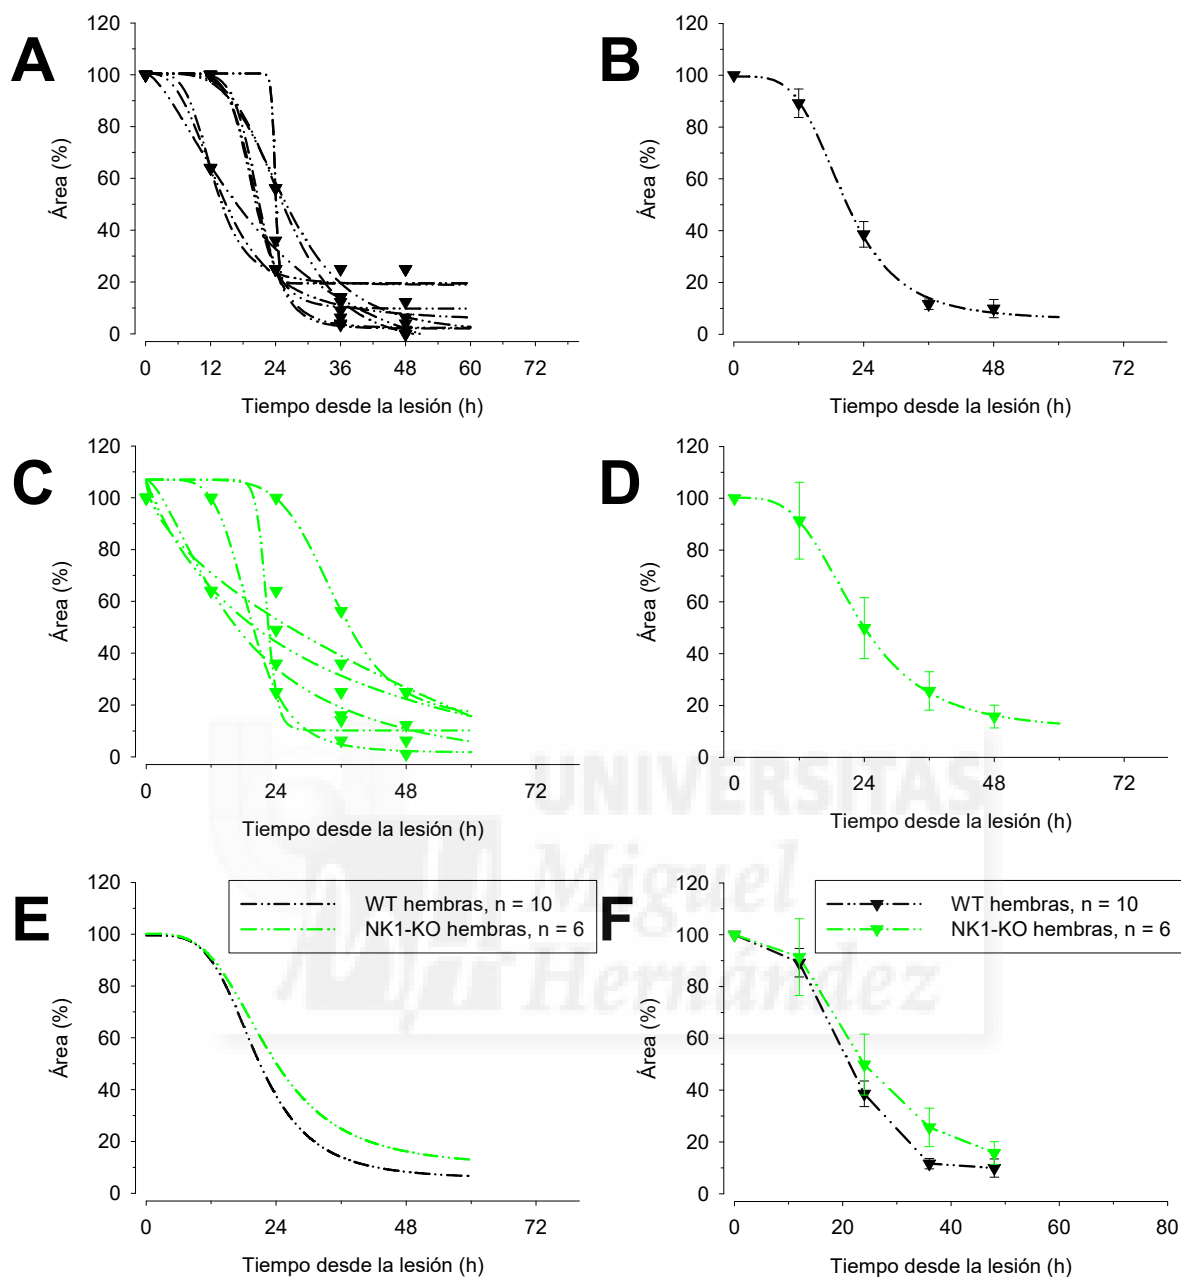 A
120
100
80
60
40
20
0
Área (%)
0 12 24 36 48 60 72
Tiempo desde la lesión (h)
B
120
100
80
60
40
20
0
Área (%)
0 24 48 72
Tiempo desde la lesión (h)
C
120
100
80
60
40
20
0
Área (%)
0 24 48 72
Tiempo desde la lesión (h)
D
120
100
80
60
40
20
0
Área (%)
0 24 48 72
Tiempo desde la lesión (h)
UNIVERSITAS
Miguel
Hernández
E
120
100
80
60
40
20
0
Área (%)
WT hembras, n = 10
NK1-KO hembras, n = 6
0 24 48 72
Tiempo desde la lesión (h)
F
120
100
80
60
40
20
0
Área (%)
WT hembras, n = 10
NK1-KO hembras, n = 6
0 20 40 60 80
Tiempo desde la lesión (h)